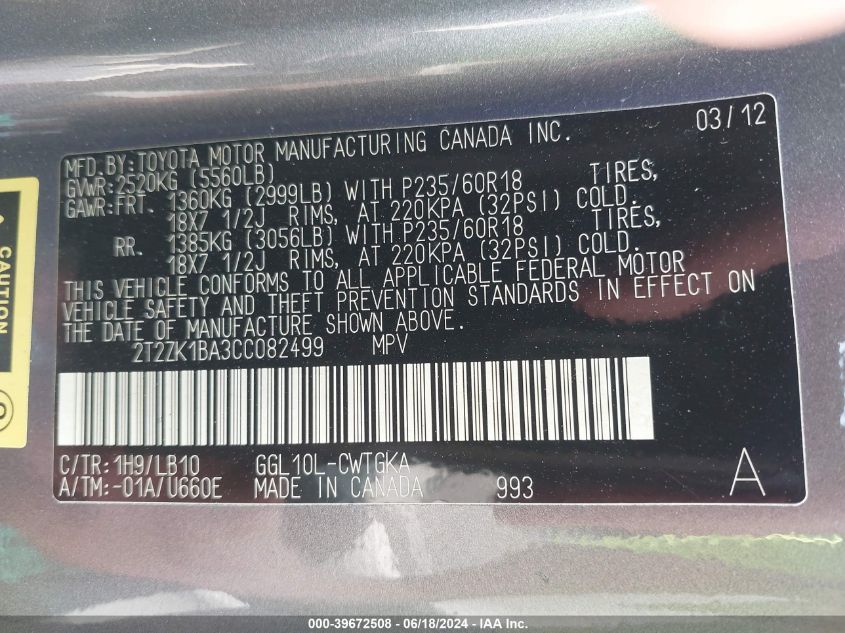 03/12
MFD.BY:TOYOTA MOTOR MANUFACTURING CANADA INC.
GVWR:2520KG (5560LB)
GAWR:FRT. 1360KG (2999LB) WITH P235/60R18 TIRES,
18X7 1/2J RIMS, AT 220KPA (32PSI) COLD.
RR. 1385KG (3056LB) WITH P235/60R18 TIRES,
18X7 1/2J RIMS, AT 220KPA (32PSI) COLD.
THIS VEHICLE CONFORMS TO ALL APPLICABLE FEDERAL MOTOR
VEHICLE SAFETY AND THEFT PREVENTION STANDARDS IN EFFECT ON
THE DATE OF MANUFACTURE SHOWN ABOVE.
2T2ZK1BA3CC082499 MPV
C/TR:1H9/LB10 GGL10L-CWTGKA
A/TM:-01A/U660E MADE IN CANADA 993 A
CAUTION
000-39672508 - 06/18/2024 - IAA Inc.